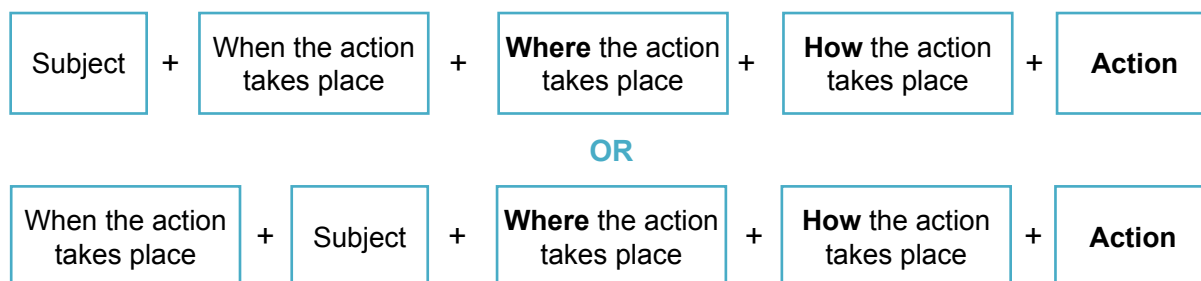 Subject + When the action takes place + Where the action takes place + How the action takes place + Action
OR
When the action takes place + Subject + Where the action takes place + How the action takes place + Action